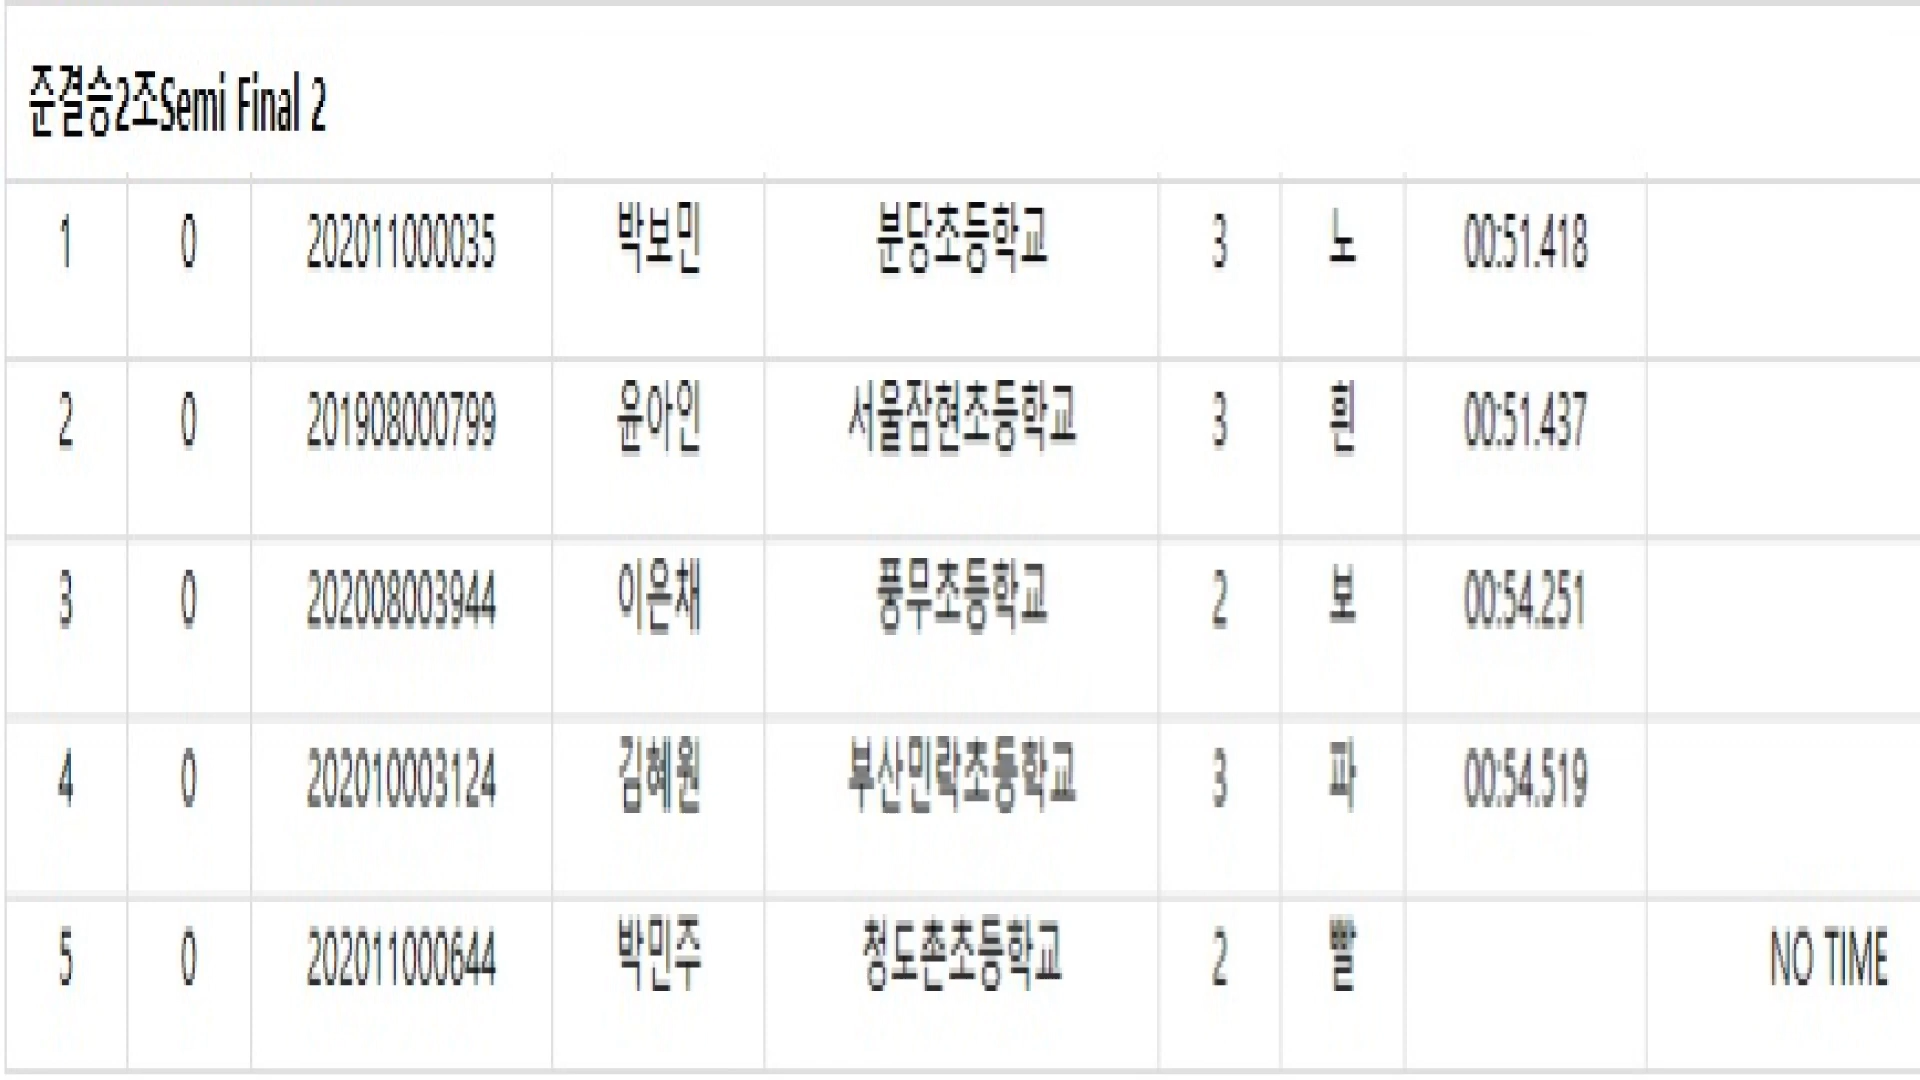 준결승2조Semi Final 2
1 0 202011000035 박보민 분당초등학교 3 노 00:51.418
2 0 201908000799 윤아인 서울잠현초등학교 3 흰 00:51.437
3 0 202008003944 이은채 풍무초등학교 2 보 00:54.251
4 0 202010003124 김혜원 부산민락초등학교 3 파 00:54.519
5 0 202011000644 박민주 청도촌초등학교 2 빨 NO TIME